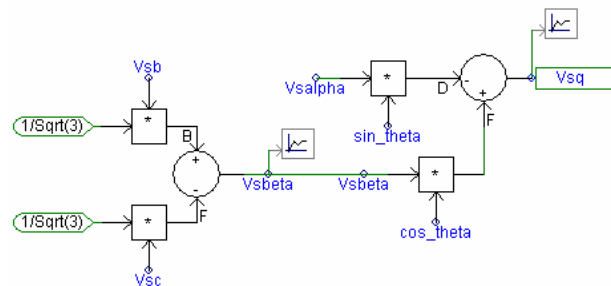 Vsb
1/Sqrt(3)
*
B
+
-
F
1/Sqrt(3)
*
Vsc
Vsbeta
Vsbeta
Vsalpha
*
sin_theta
D
-
+
F
*
cos_theta
Vsq